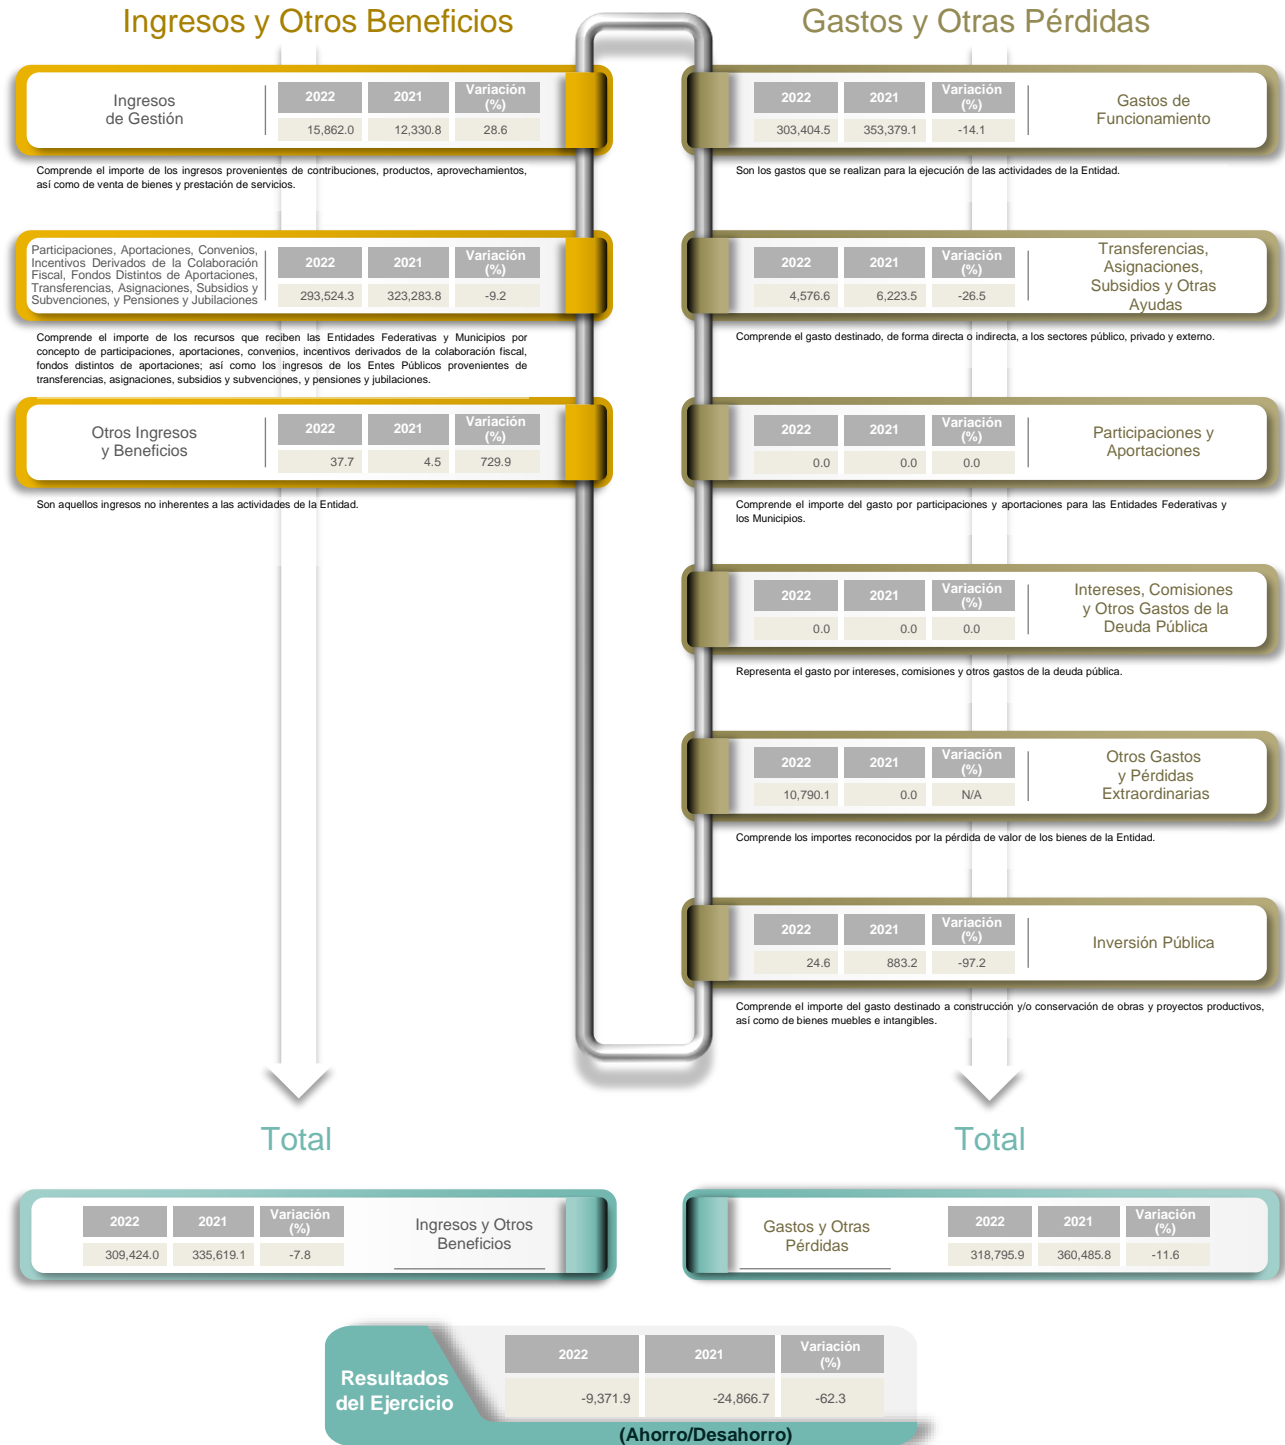 Ingresos y Otros Beneficios
Ingresos
de Gestión
2022 2021 Variación
(%)
15,862.0 12,330.8 28.6
Comprende el importe de los ingresos provenientes de contribuciones, productos, aprovechamientos,
así como de venta de bienes y prestación de servicios.
Participaciones, Aportaciones, Convenios,
Incentivos Derivados de la Colaboración
Fiscal, Fondos Distintos de Aportaciones,
Transferencias, Asignaciones, Subsidios y
Subvenciones, y Pensiones y Jubilaciones
2022 2021 Variación
(%)
293,524.3 323,283.8 -9.2
Comprende el importe de los recursos que reciben las Entidades Federativas y Municipios por
concepto de participaciones, aportaciones, convenios, incentivos derivados de la colaboración fiscal,
fondos distintos de aportaciones; así como los ingresos de los Entes Públicos provenientes de
transferencias, asignaciones, subsidios y subvenciones, y pensiones y jubilaciones.
Otros Ingresos
y Beneficios
2022 2021 Variación
(%)
37.7 4.5 729.9
Son aquellos ingresos no inherentes a las actividades de la Entidad.
Gastos y Otras Pérdidas
2022 2021 Variación
(%)
303,404.5 353,379.1 -14.1
Gastos de
Funcionamiento
Son los gastos que se realizan para la ejecución de las actividades de la Entidad.
2022 2021 Variación
(%)
4,576.6 6,223.5 -26.5
Transferencias,
Asignaciones,
Subsidios y Otras
Ayudas
Comprende el gasto destinado, de forma directa o indirecta, a los sectores público, privado y externo.
2022 2021 Variación
(%)
0.0 0.0 0.0
Participaciones y
Aportaciones
Comprende el importe del gasto por participaciones y aportaciones para las Entidades Federativas y
los Municipios.
2022 2021 Variación
(%)
0.0 0.0 0.0
Intereses, Comisiones
y Otros Gastos de la
Deuda Pública
Representa el gasto por intereses, comisiones y otros gastos de la deuda pública.
2022 2021 Variación
(%)
10,790.1 0.0 N/A
Otros Gastos
y Pérdidas
Extraordinarias
Comprende los importes reconocidos por la pérdida de valor de los bienes de la Entidad.
2022 2021 Variación
(%)
24.6 883.2 -97.2
Inversión Pública
Comprende el importe del gasto destinado a construcción y/o conservación de obras y proyectos productivos,
así como de bienes muebles e intangibles.
Total
2022 2021 Variación
(%)
309,424.0 335,619.1 -7.8
Ingresos y Otros
Beneficios
Total
Gastos y Otras
Pérdidas
2022 2021 Variación
(%)
318,795.9 360,485.8 -11.6
Resultados
del Ejercicio
2022 2021 Variación
(%)
-9,371.9 -24,866.7 -62.3
(Ahorro/Desahorro)